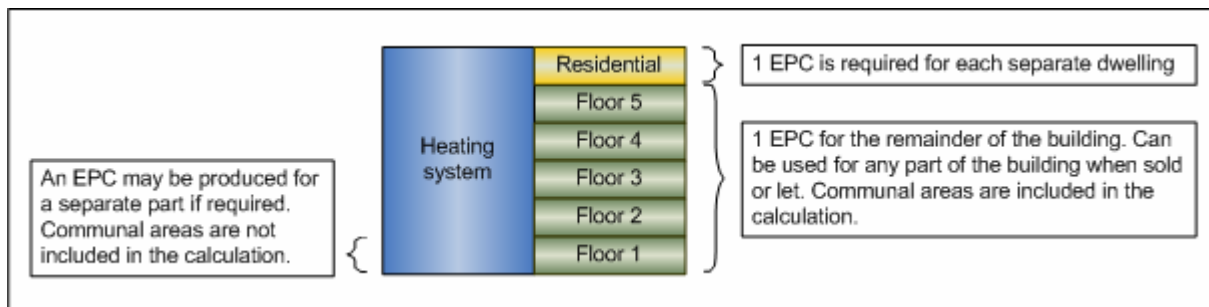 Residential
Floor 5
Floor 4
Floor 3
Floor 2
Floor 1
Heating
system
1 EPC is required for each separate dwelling
1 EPC for the remainder of the building. Can
be used for any part of the building when sold
or let. Communal areas are included in the
calculation.
An EPC may be produced for
a separate part if required.
Communal areas are not
included in the calculation.